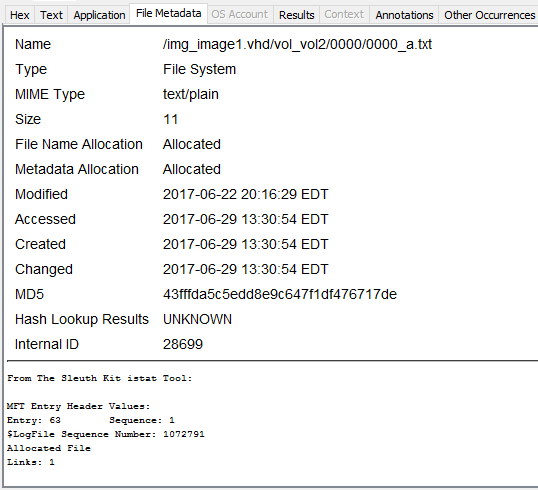 Hex Text Application File Metadata OS Account Results Context Annotations Other Occurrences
Name /img_image1.vhd/vol_vol2/0000/0000_a.txt
Type File System
MIME Type text/plain
Size 11
File Name Allocation Allocated
Metadata Allocation Allocated
Modified 2017-06-22 20:16:29 EDT
Accessed 2017-06-29 13:30:54 EDT
Created 2017-06-29 13:30:54 EDT
Changed 2017-06-29 13:30:54 EDT
MD5 43fffda5c5edd8e9c647f1df476717de
Hash Lookup Results UNKNOWN
Internal ID 28699
From The Sleuth Kit istat Tool:
MFT Entry Header Values:
Entry: 63 Sequence: 1
$LogFile Sequence Number: 1072791
Allocated File
Links: 1